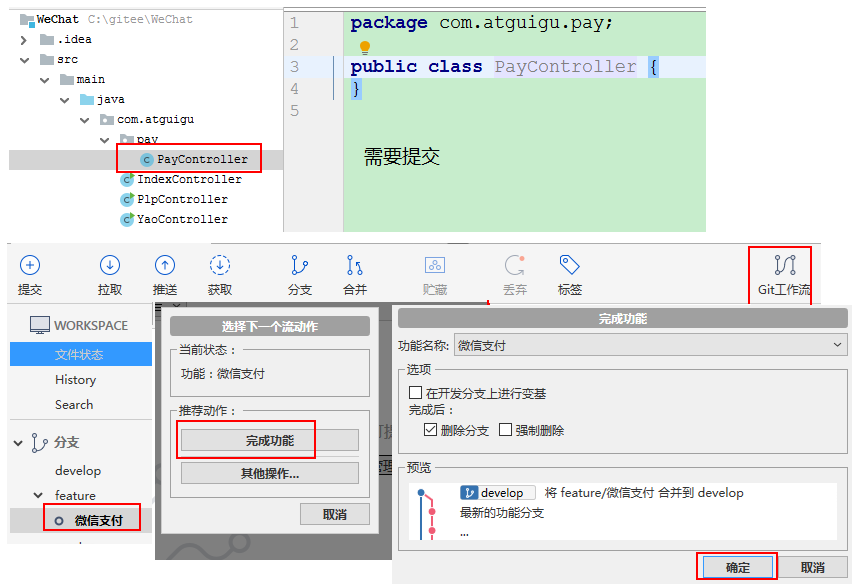 WeChat C:\gitee\WeChat
.idea
src
main
java
com.atguigu
pay
PayController
IndexController
PlpController
YaoController
1 package com.atguigu.pay;
2
3 public class PayController {
4 }
5
需要提交
提交 拉取 推送 获取 分支 合并 贮藏 丢弃 标签 Git工作流
WORKSPACE
文件状态
History
Search
分支
develop
feature
微信支付
选择下一个流动作
当前状态：
功能：微信支付
推荐动作：
完成功能
其他操作...
取消
完成功能
功能名称: 微信支付
选项
在开发分支上进行变基
完成后：
删除分支 强制删除
预览
develop 将 feature/微信支付 合并到 develop
最新的功能分支
...
确定 取消